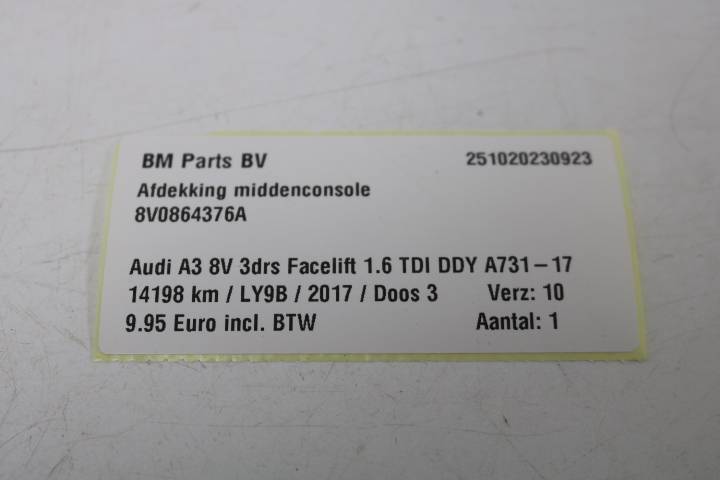 BM Parts BV 251020230923
Afdekking middenconsole
8V0864376A
Audi A3 8V 3drs Facelift 1.6 TDI DDY A731-17
14198 km / LY9B / 2017 / Doos 3 Verz: 10
9.95 Euro incl. BTW Aantal: 1